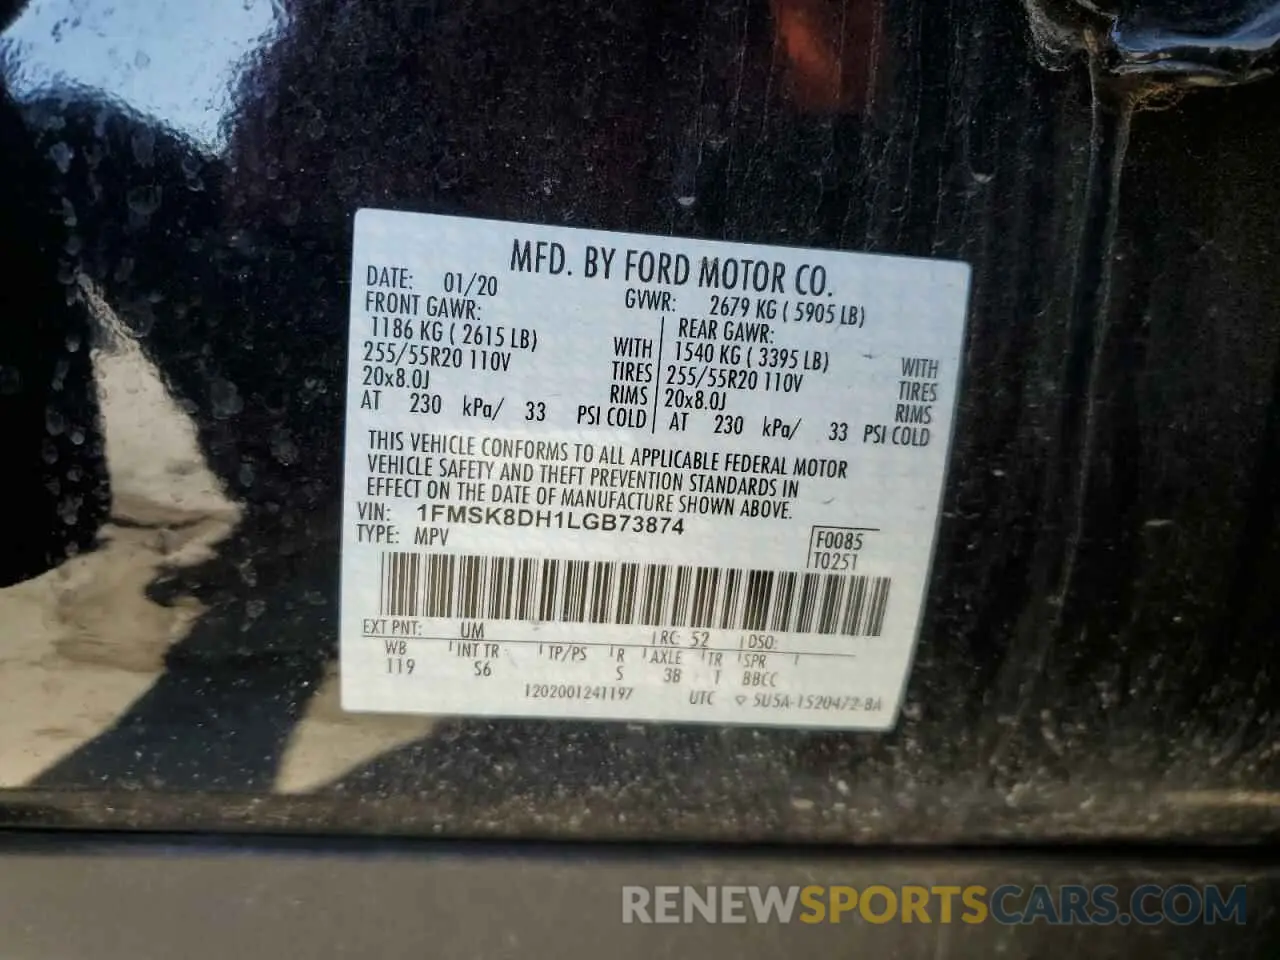 MFD. BY FORD MOTOR CO.
DATE: 01/20 GVWR: 2679 KG ( 5905 LB)
FRONT GAWR: REAR GAWR:
1186 KG ( 2615 LB) WITH 1540 KG ( 3395 LB) WITH
255/55R20 110V TIRES 255/55R20 110V TIRES
20x8.0J RIMS 20x8.0J RIMS
AT 230 kPa/ 33 PSI COLD AT 230 kPa/ 33 PSI COLD
THIS VEHICLE CONFORMS TO ALL APPLICABLE FEDERAL MOTOR
VEHICLE SAFETY AND THEFT PREVENTION STANDARDS IN
EFFECT ON THE DATE OF MANUFACTURE SHOWN ABOVE.
VIN: 1FMSK8DH1LGB73874
TYPE: MPV F0085
T0251
EXT PNT: UM RC: 52 DSO:
WB INT TR TP/PS R AXLE TR SPR
119 S6 S 3B T BBCC
1202001241197 UTC 5U5A-1520472-BA
RENEWSPORTSCARS.COM